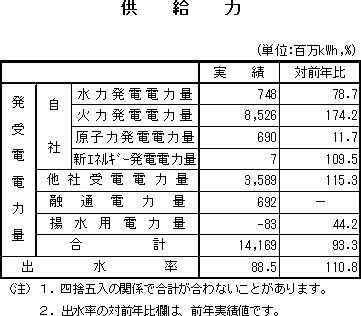 供　給　力
(単位:百万kWh,%)
実　績　対前年比
発受電電力量
自社
水力発電電力量　748　78.7
火力発電電力量　8,526　174.2
原子力発電電力量　690　11.7
新ｴﾈﾙｷﾞｰ発電電力量　7　109.5
他社受電電力量　3,589　115.3
融通電力量　692　－
揚水用電力量　-83　44.2
合　計　14,169　93.3
出　水　率　88.5　110.8
(注)　１．四捨五入の関係で合計が合わないことがあります。
２．出水率の対前年比欄は、前年実績値です。